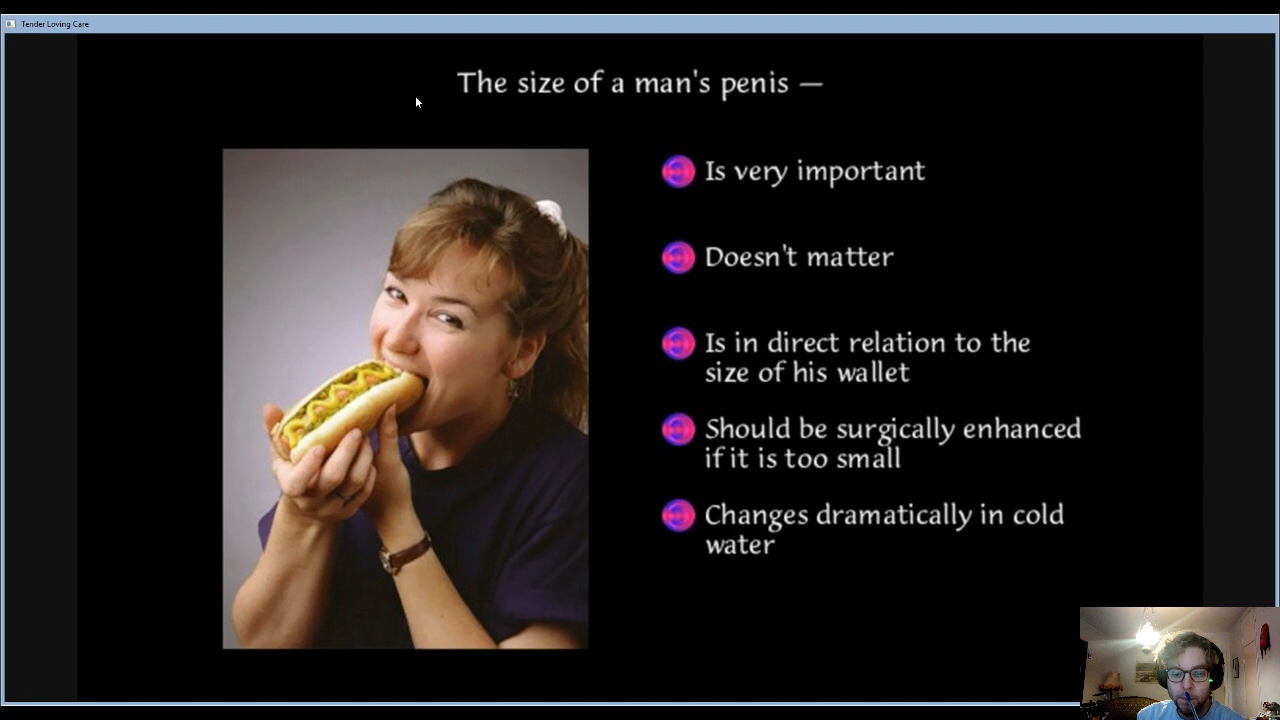 Tender Loving Care
The size of a man's penis —
Is very important
Doesn't matter
Is in direct relation to the
size of his wallet
Should be surgically enhanced
if it is too small
Changes dramatically in cold
water